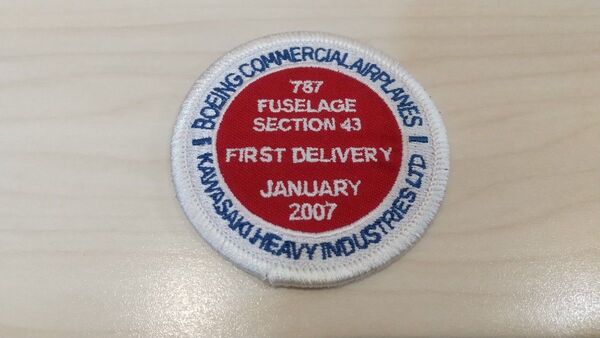 BOEING COMMERCIAL AIRPLANES
787
FUSELAGE
SECTION 43
FIRST DELIVERY
JANUARY
2007
KAWASAKI HEAVY INDUSTRIES LTD